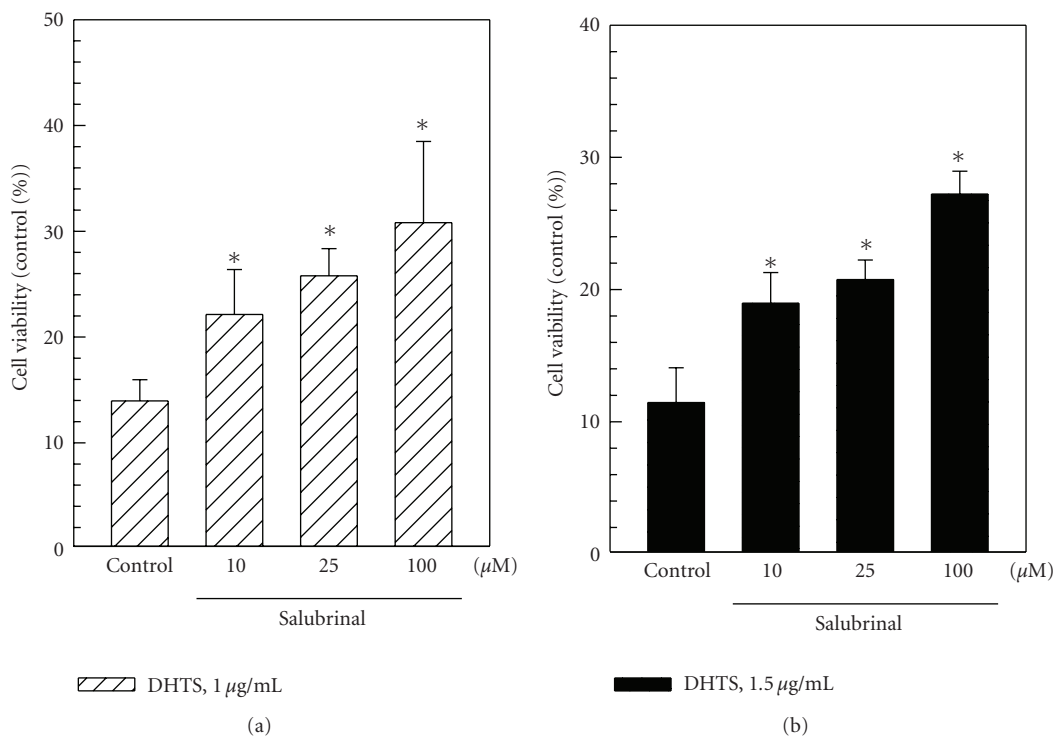 50
40
30
20
10
0
Cell viability (control (%))
*
*
*
Control
10
25
100
(µM)
Salubrinal
DHTS, 1 µg/mL
(a)
40
30
20
10
0
Cell vaibility (control (%))
*
*
*
Control
10
25
100
(µM)
Salubrinal
DHTS, 1.5 µg/mL
(b)